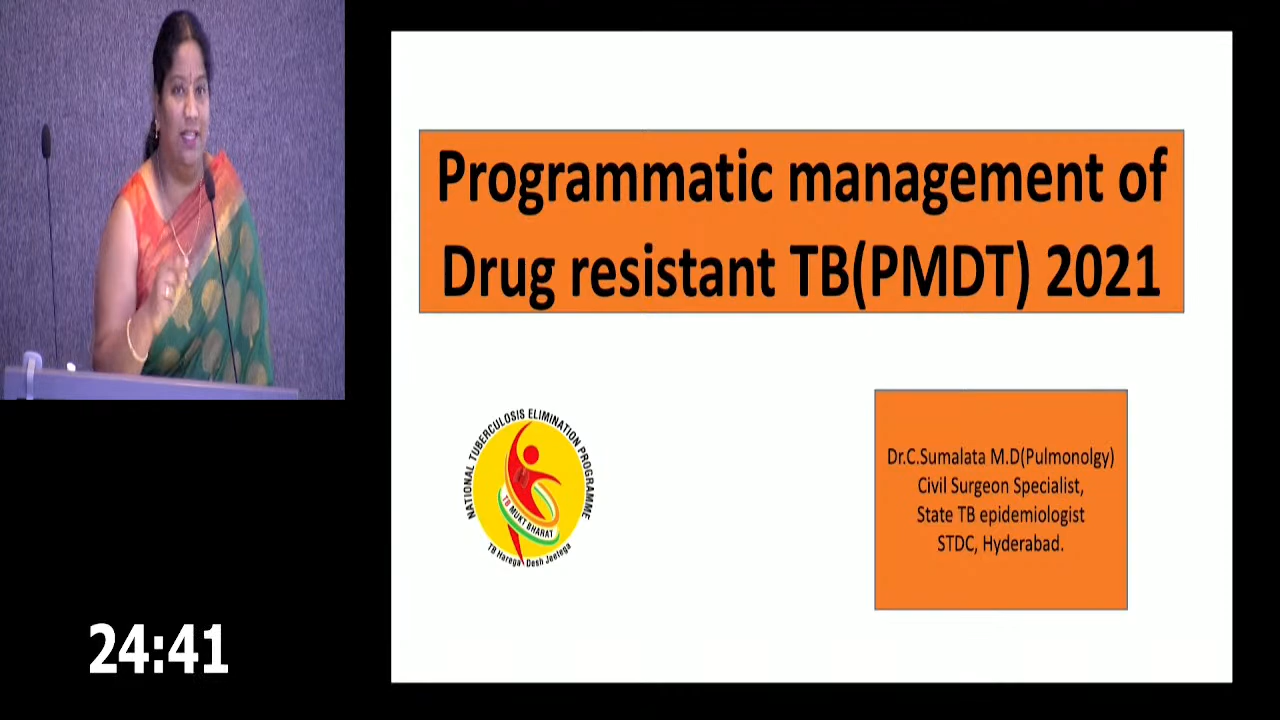 Programmatic management of
Drug resistant TB(PMDT) 2021
NATIONAL TUBERCULOSIS ELIMINATION PROGRAMME
TB MUKT BHARAT
TB Harega Desh Jeetega
Dr.C.Sumalata M.D(Pulmonolgy)
Civil Surgeon Specialist,
State TB epidemiologist
STDC, Hyderabad.
24:41